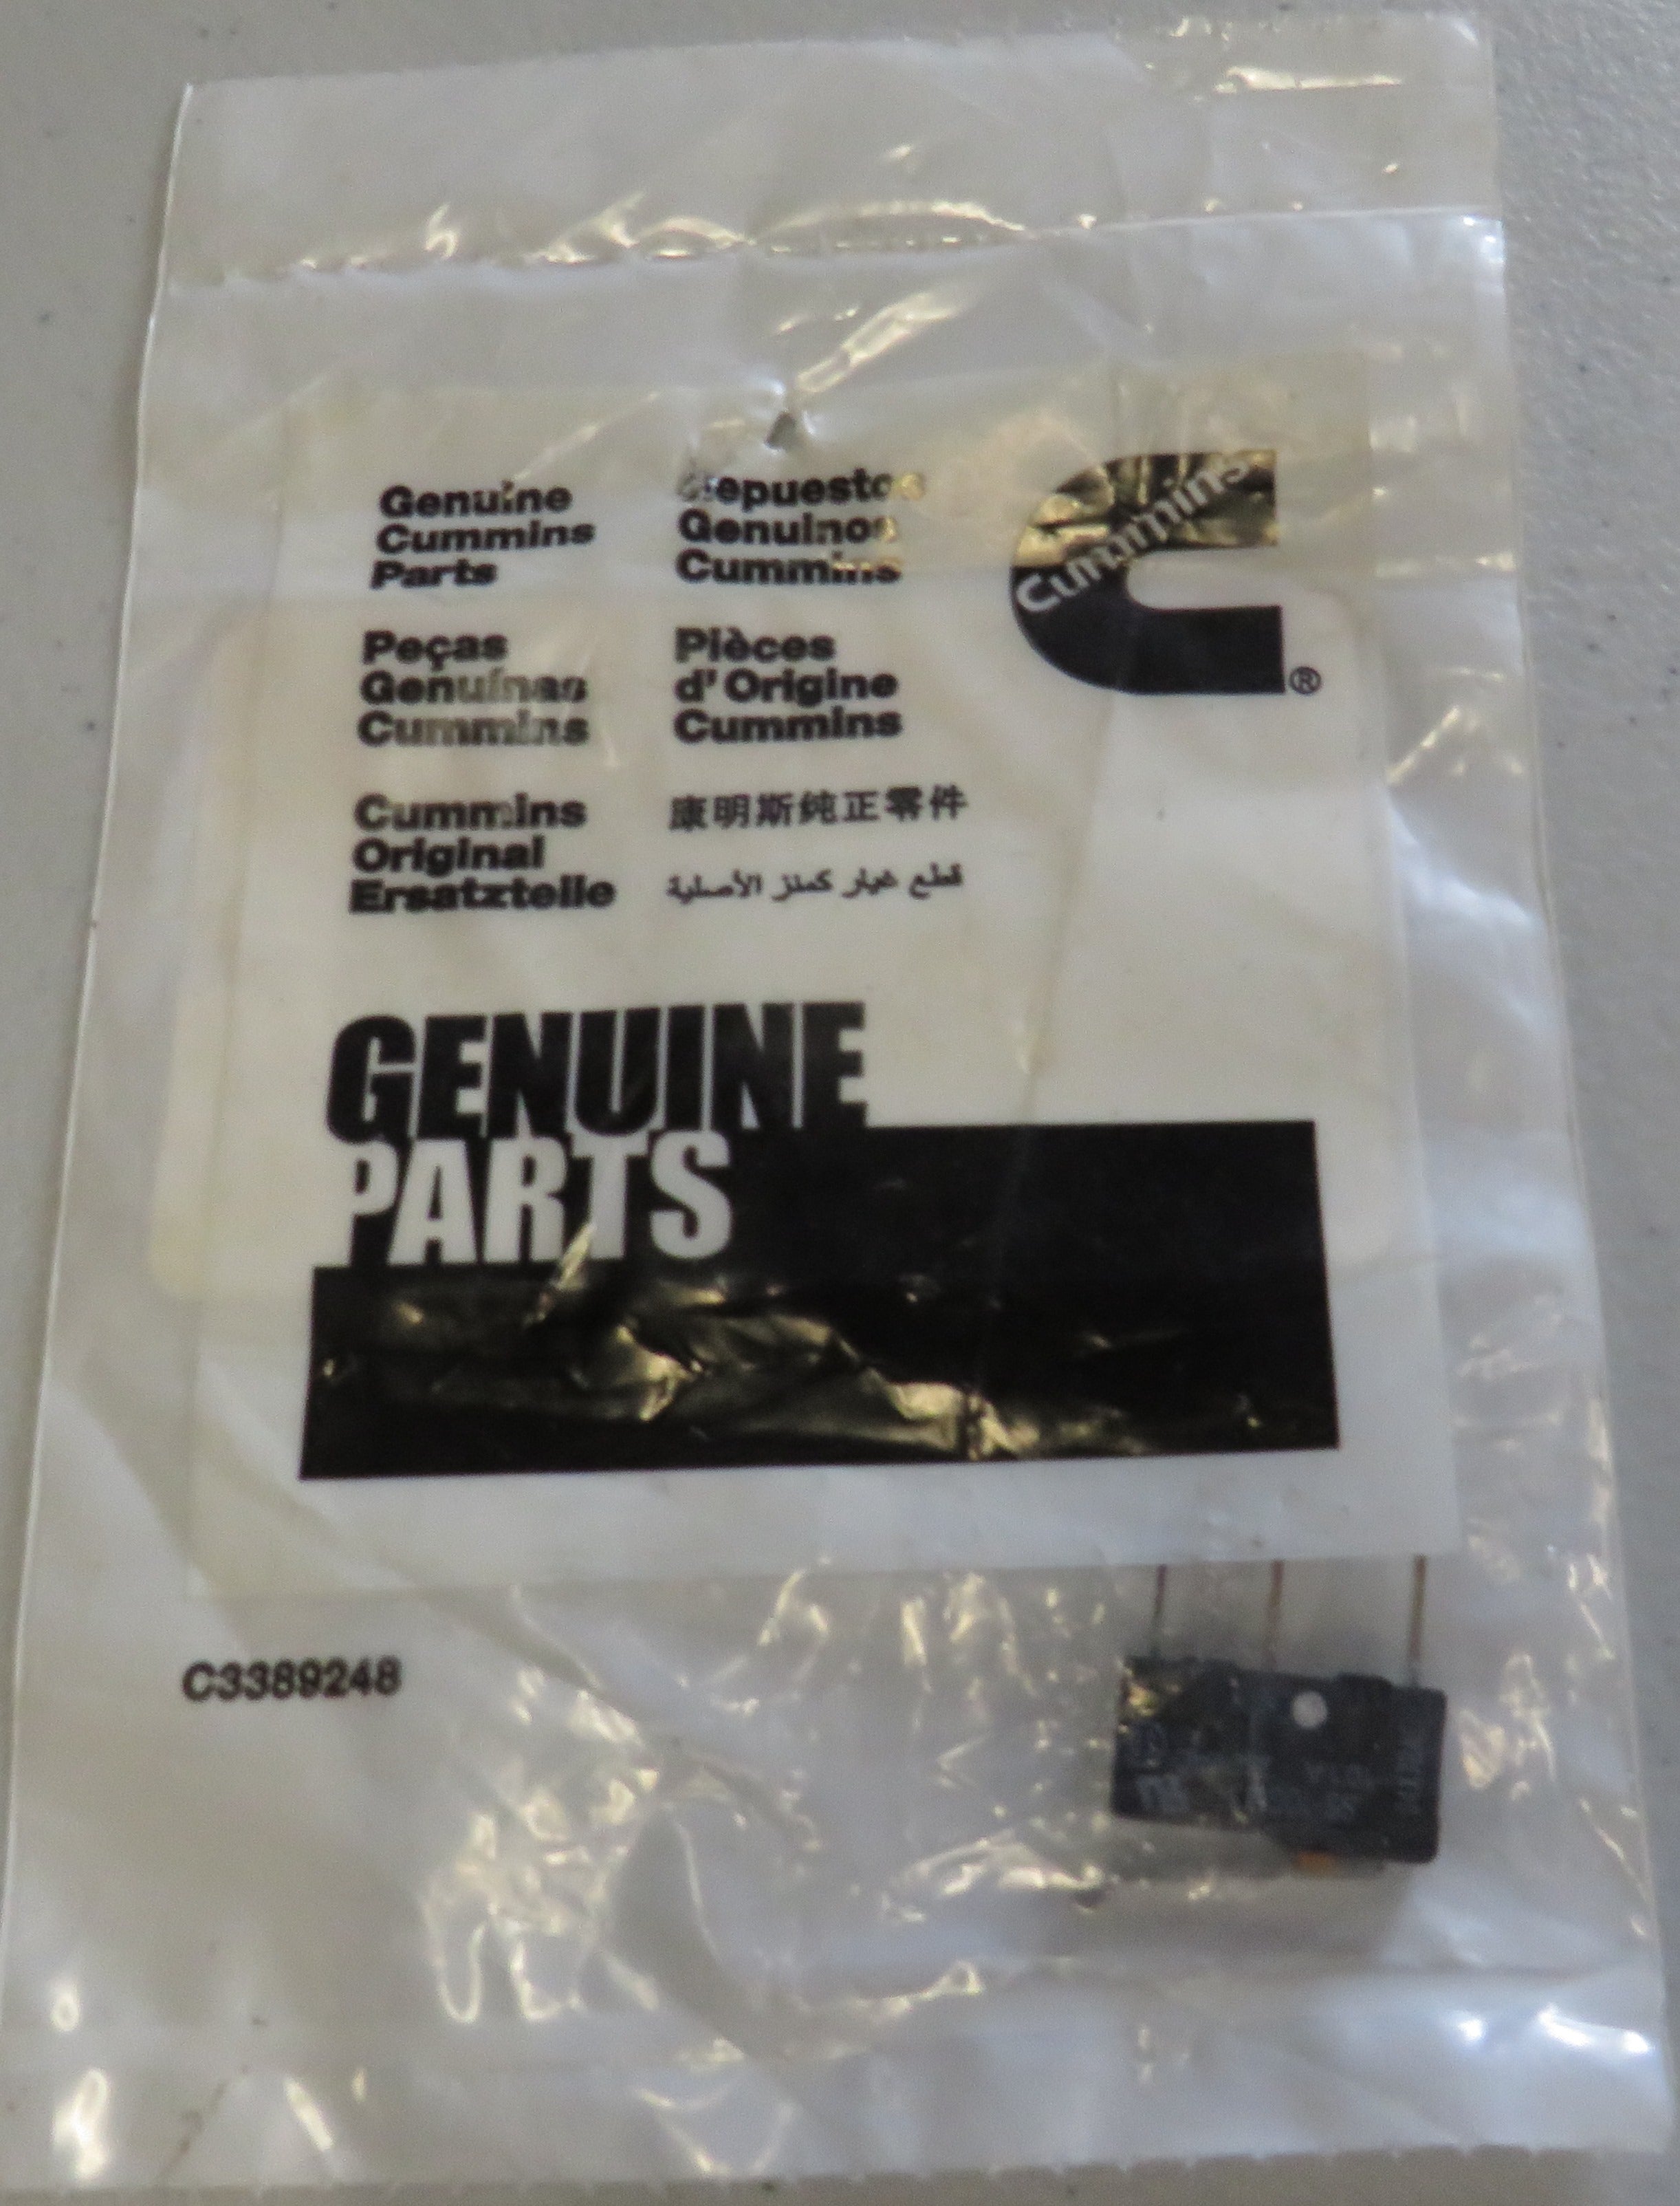 Genuine
Cummins
Parts
Repuestos
Genuinos
Cummins
Cummins
®
Peças
Genuínas
Cummins
Pièces
d'Origine
Cummins
Cummins
Original
Ersatzteile
康明斯纯正零件
قطع غيار كمنز الأصلية
GENUINE
PARTS
C3389248